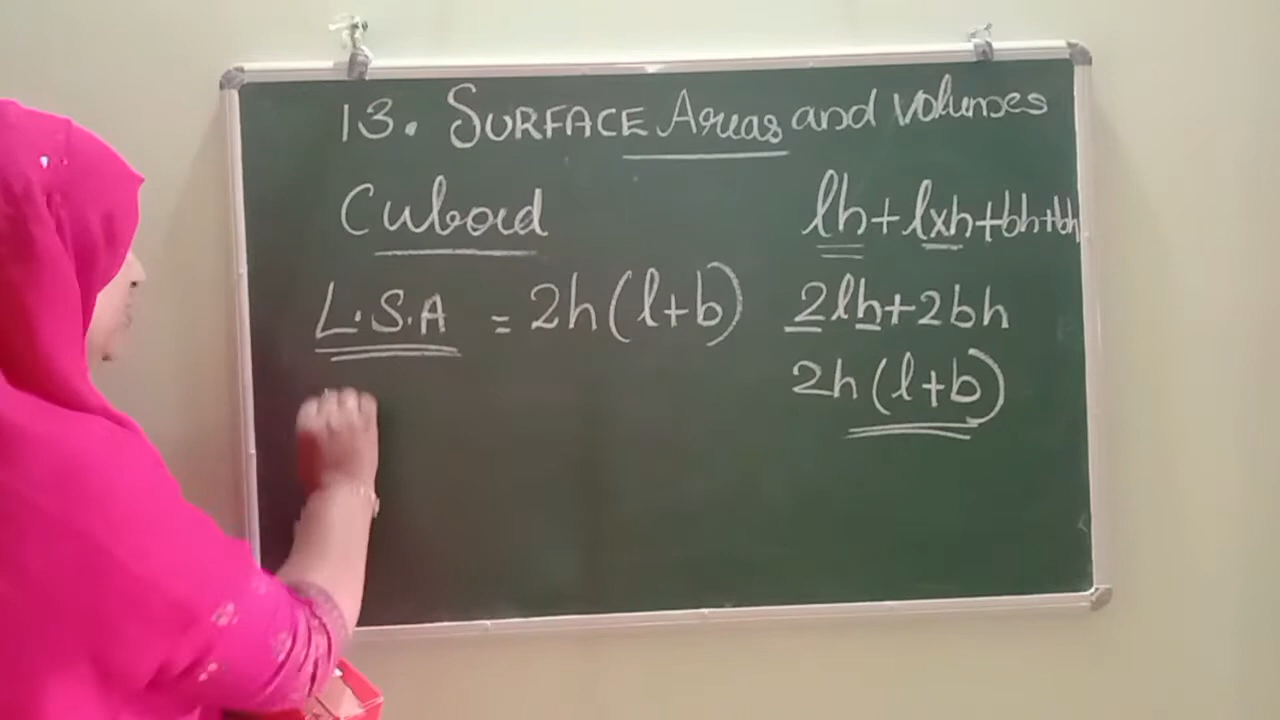 13. SURFACE Areas and volumes
Cuboid
L.S.A = 2h(l+b)
lh+lxh+bh+bh
2lh+2bh
2h(l+b)